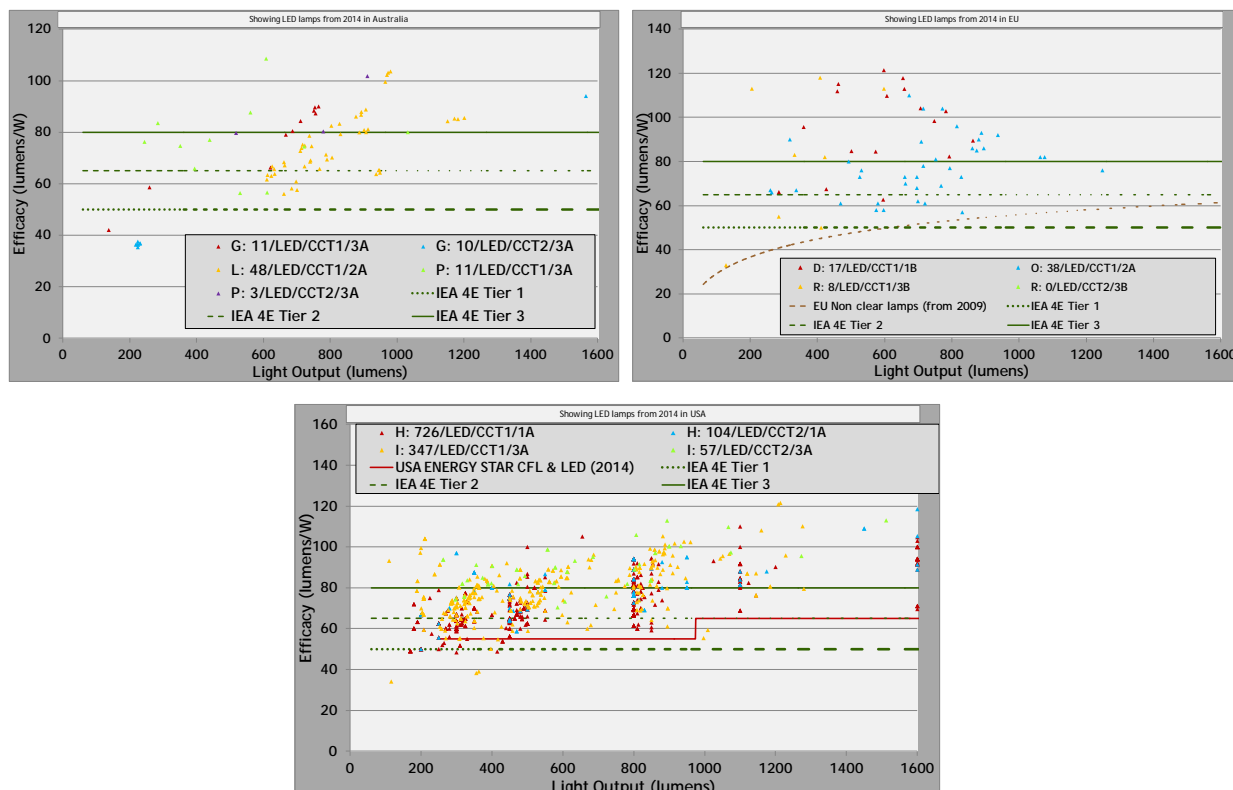 Showing LED lamps from 2014 in Australia
Efficacy (lumens/W)
120
100
80
60
40
20
0
G: 11/LED/CCT1/3A
G: 10/LED/CCT2/3A
L: 48/LED/CCT1/2A
P: 11/LED/CCT1/3A
P: 3/LED/CCT2/3A
IEA 4E Tier 1
IEA 4E Tier 2
IEA 4E Tier 3
0 200 400 600 800 1000 1200 1400 1600
Light Output (lumens)
Showing LED lamps from 2014 in EU
Efficacy (lumens/W)
140
120
100
80
60
40
20
0
D: 17/LED/CCT1/1B
O: 38/LED/CCT1/2A
R: 8/LED/CCT1/3B
R: 0/LED/CCT2/3B
EU Non clear lamps (from 2009)
IEA 4E Tier 1
IEA 4E Tier 2
IEA 4E Tier 3
0 200 400 600 800 1000 1200 1400 1600
Light Output (lumens)
Showing LED lamps from 2014 in USA
Efficacy (lumens/W)
160
140
120
100
80
60
40
20
0
H: 726/LED/CCT1/1A
H: 104/LED/CCT2/1A
I: 347/LED/CCT1/3A
I: 57/LED/CCT2/3A
USA ENERGY STAR CFL & LED (2014)
IEA 4E Tier 1
IEA 4E Tier 2
IEA 4E Tier 3
0 200 400 600 800 1000 1200 1400 1600
Light Output (lumens)